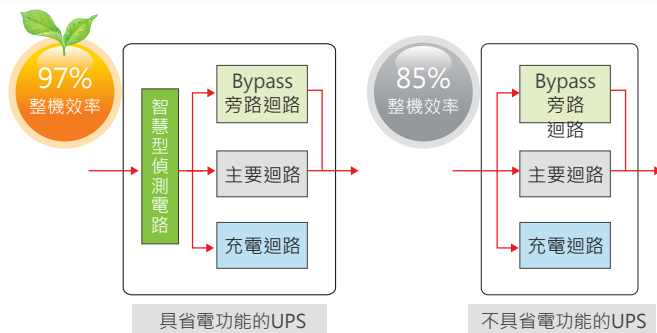 97%
整機效率
智慧型偵測電路
Bypass
旁路迴路
主要迴路
充電迴路
具省電功能的UPS
85%
整機效率
Bypass
旁路
迴路
主要迴路
充電迴路
不具省電功能的UPS